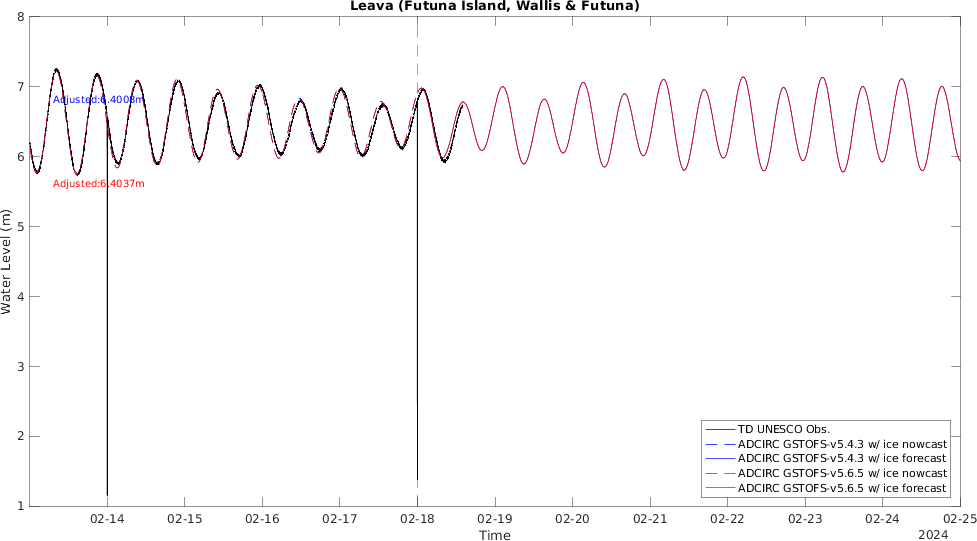 Leava (Futuna Island, Wallis & Futuna)
8
7
6
5
4
3
2
1
Water Level (m)
Adjusted:6.4008m
Adjusted:6.4037m
TD UNESCO Obs.
ADCIRC GSTOFS-v5.4.3 w/ ice nowcast
ADCIRC GSTOFS-v5.4.3 w/ ice forecast
ADCIRC GSTOFS-v5.6.5 w/ ice nowcast
ADCIRC GSTOFS-v5.6.5 w/ ice forecast
02-14 02-15 02-16 02-17 02-18 02-19 02-20 02-21 02-22 02-23 02-24 02-25
Time
2024